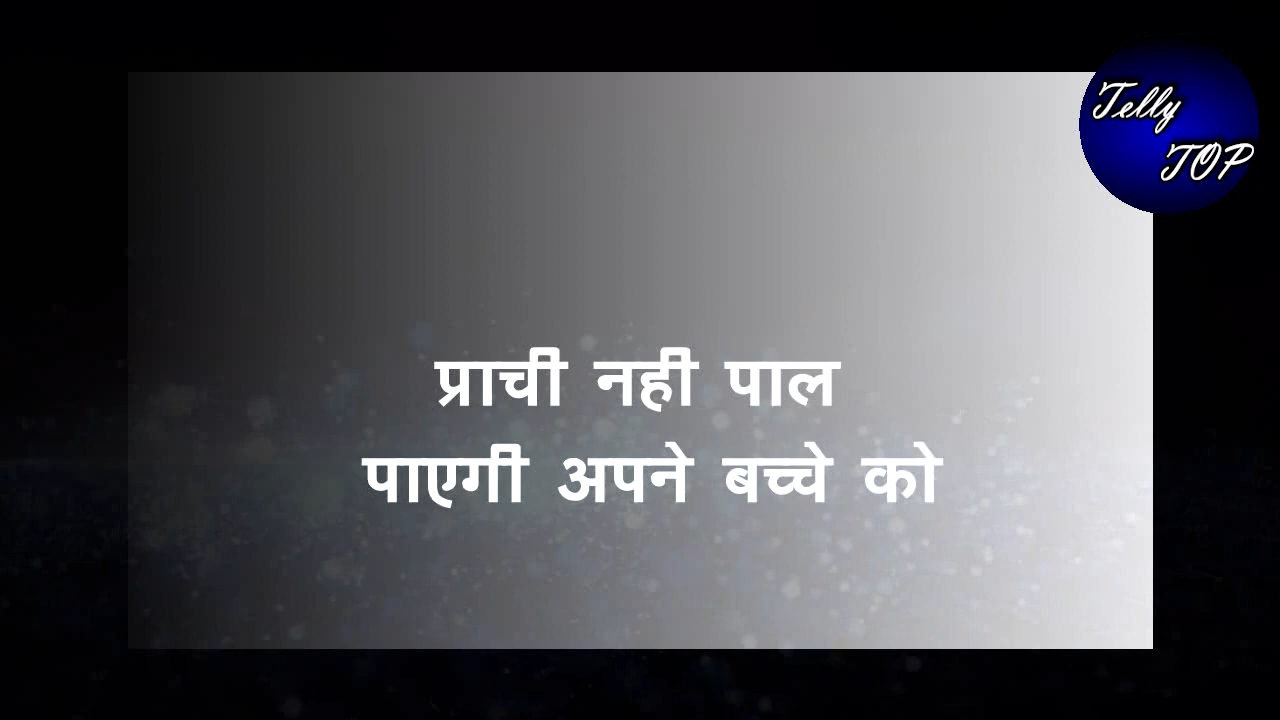 Telly
TOP
प्राची नही पाल
पाएगी अपने बच्चे को